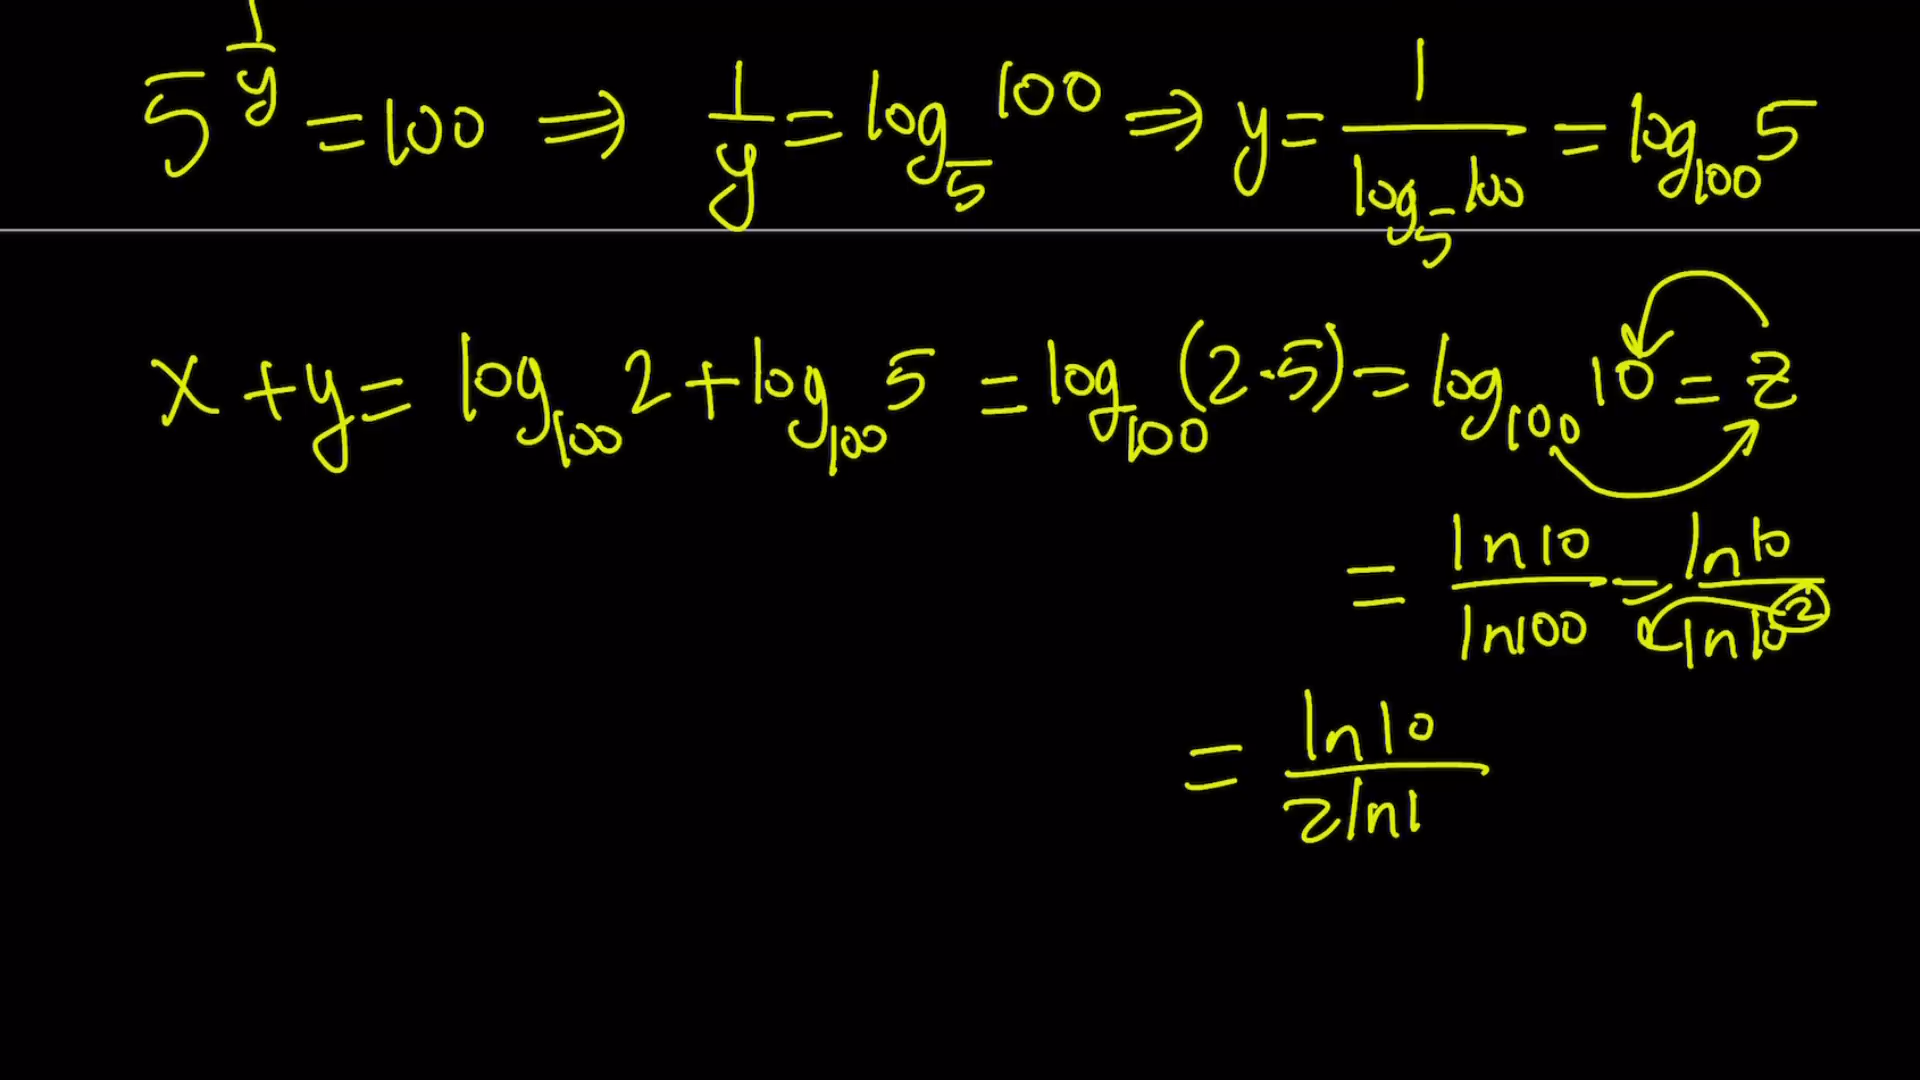 5^{1/y} = 100 ⇒ 1/y = log_5 100 ⇒ y = 1/(log_5 100) = log_100 5
x + y = log_100 2 + log_100 5 = log_100 (2·5) = log_100 10 = z
= ln10/ln100 = ln10/ln10^2
= ln10/2ln1